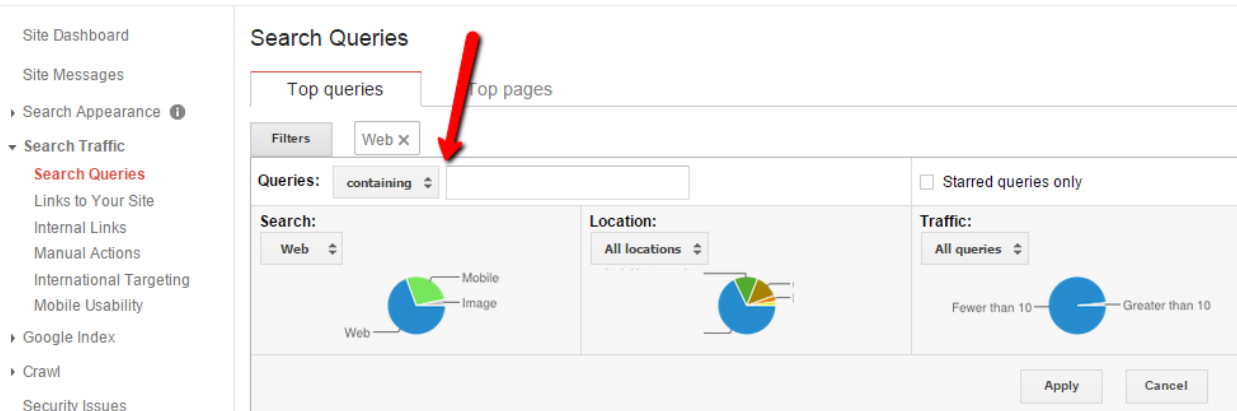 Site Dashboard
Site Messages
Search Appearance
Search Traffic
Search Queries
Links to Your Site
Internal Links
Manual Actions
International Targeting
Mobile Usability
Google Index
Crawl
Security Issues
Search Queries
Top queries
Top pages
Filters
Web
Queries:
containing
Starred queries only
Search:
Web
Mobile
Image
Web
Location:
All locations
Traffic:
All queries
Fewer than 10
Greater than 10
Apply
Cancel